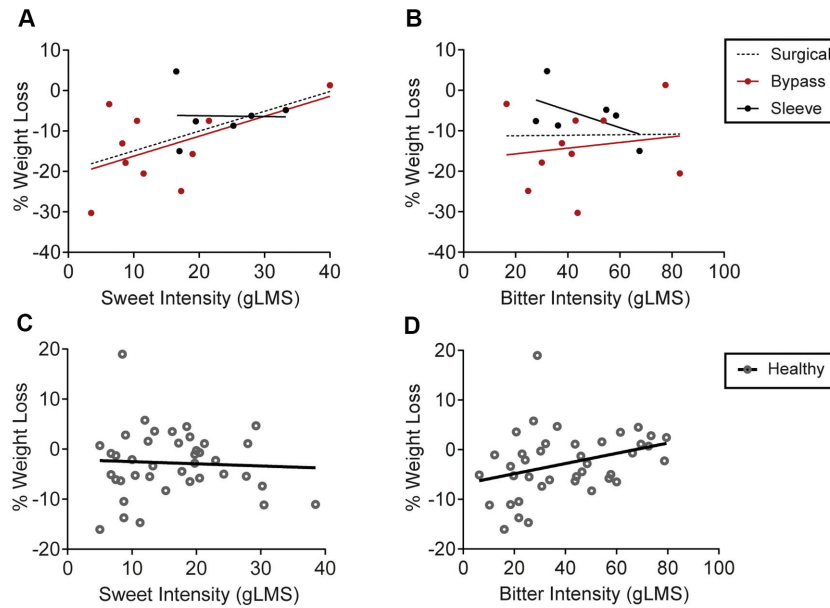 A
% Weight Loss
10
0
-10
-20
-30
-40
0
10
20
30
40
Sweet Intensity (gLMS)
B
% Weight Loss
10
0
-10
-20
-30
-40
0
20
40
60
80
100
Bitter Intensity (gLMS)
Surgical
Bypass
Sleeve
C
% Weight Loss
20
10
0
-10
-20
0
10
20
30
40
Sweet Intensity (gLMS)
D
% Weight Loss
20
10
0
-10
-20
0
20
40
60
80
100
Bitter Intensity (gLMS)
Healthy